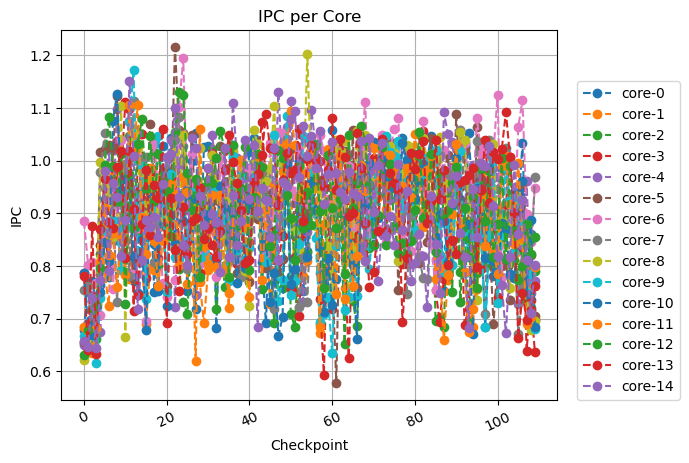 IPC per Core
IPC
1.2
1.1
1.0
0.9
0.8
0.7
0.6
0
20
40
60
80
100
Checkpoint
core-0
core-1
core-2
core-3
core-4
core-5
core-6
core-7
core-8
core-9
core-10
core-11
core-12
core-13
core-14